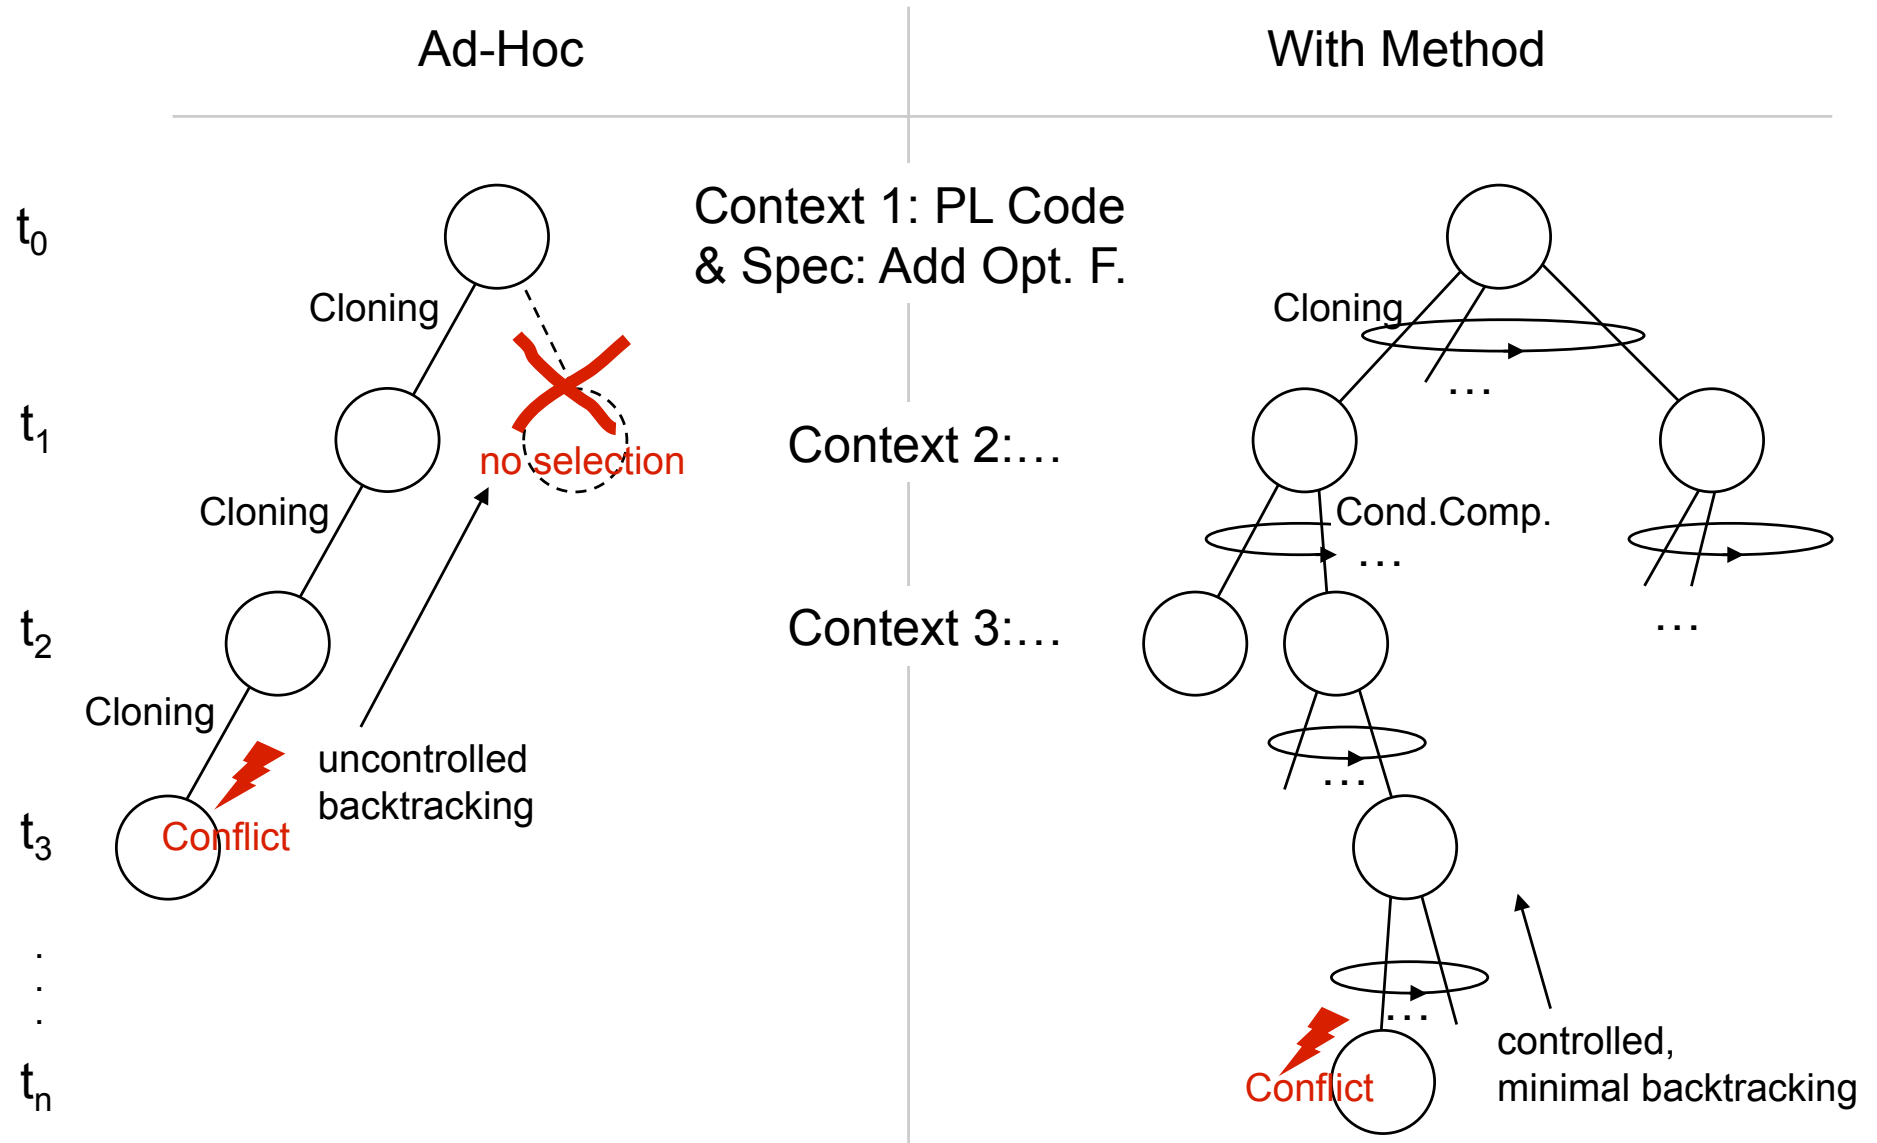 Ad-Hoc
With Method
t0
Context 1: PL Code
& Spec: Add Opt. F.
Cloning
Cloning
...
t1
no selection
Context 2:...
Cloning
Cond.Comp.
...
t2
Context 3:...
...
Cloning
uncontrolled
backtracking
...
t3
Conflict
.
.
.
...
controlled,
minimal backtracking
tn
Conflict